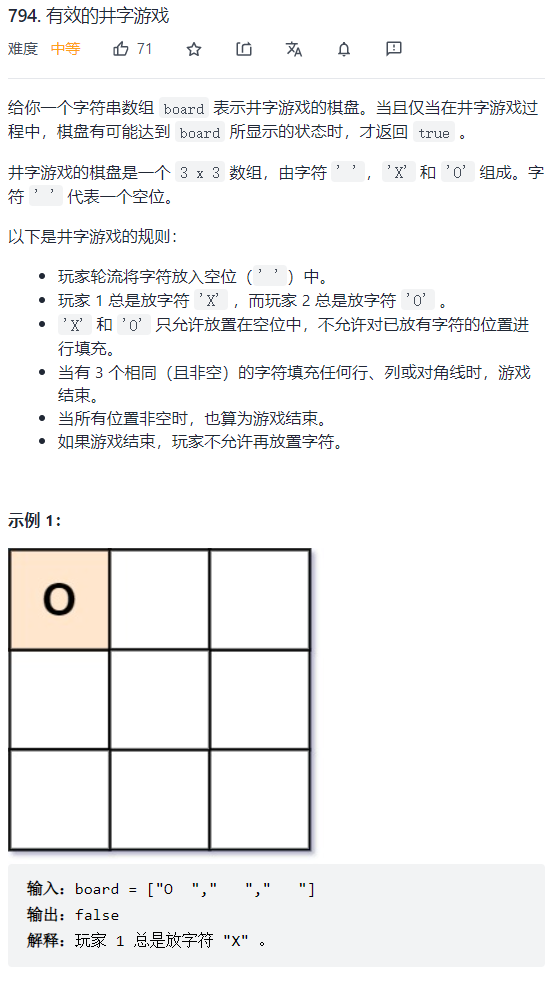 794. 有效的井字游戏
难度 中等 71
给你一个字符串数组 board 表示井字游戏的棋盘。当且仅当在井字游戏过
程中，棋盘有可能达到 board 所显示的状态时，才返回 true 。
井字游戏的棋盘是一个 3 x 3 数组，由字符 ' '，'X' 和 'O' 组成。字
符 ' ' 代表一个空位。
以下是井字游戏的规则：
• 玩家轮流将字符放入空位（' '）中。
• 玩家 1 总是放字符 'X' ，而玩家 2 总是放字符 'O' 。
• 'X' 和 'O' 只允许放置在空位中，不允许对已放有字符的位置进
行填充。
• 当有 3 个相同（且非空）的字符填充任何行、列或对角线时，游戏
结束。
• 当所有位置非空时，也算为游戏结束。
• 如果游戏结束，玩家不允许再放置字符。
示例 1：
O
输入：board = ["O  ","   ","   "]
输出：false
解释：玩家 1 总是放字符 "X" 。